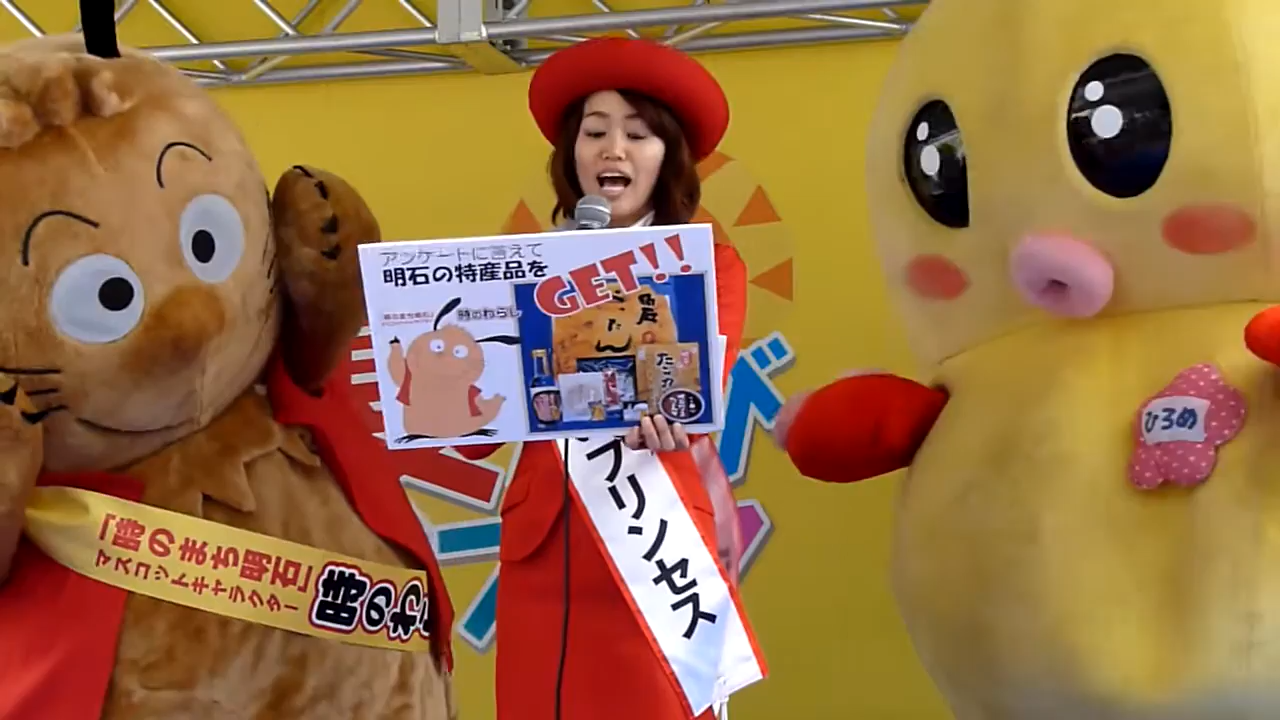 アンケートに答えて
明石の特産品を
GET!!
時のわらし
プリンセス
「時のまち明石」
マスコットキャラクター
時のわ
ひろめ